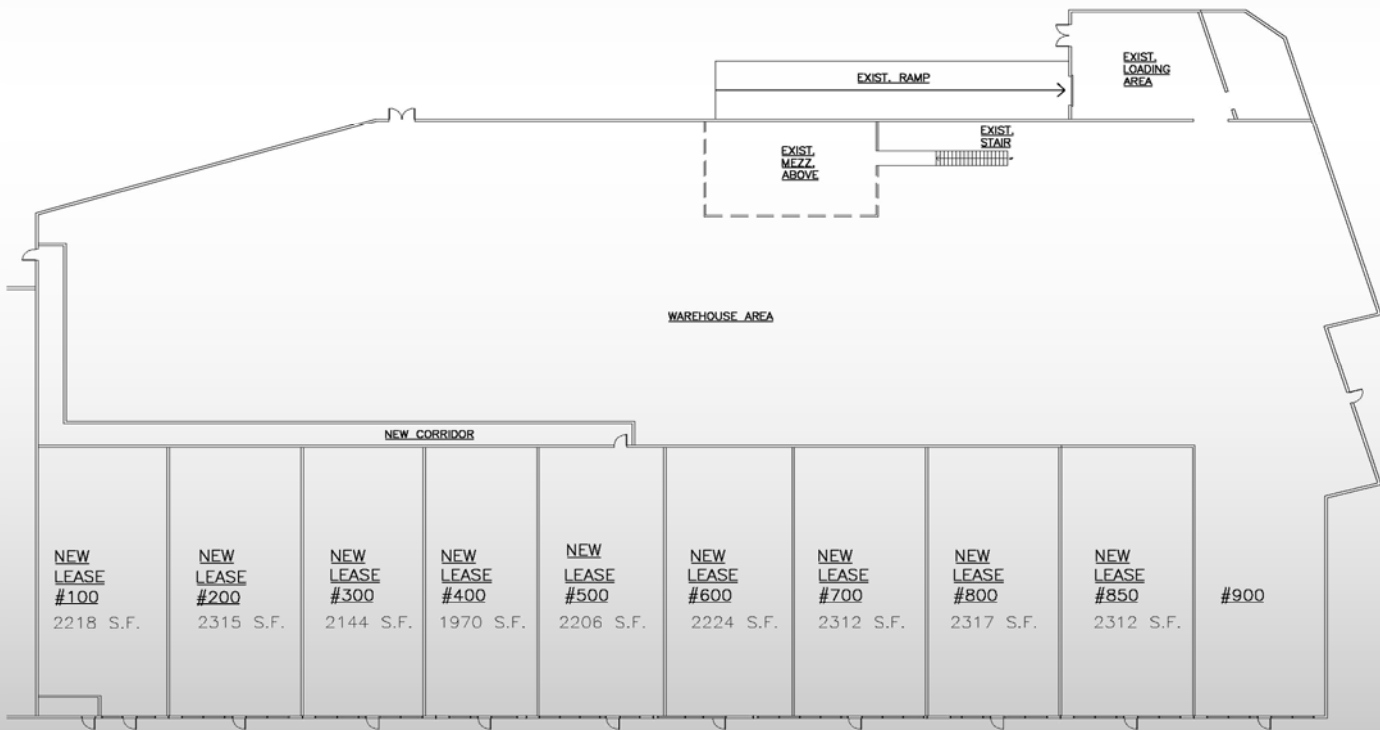 EXIST.
LOADING
AREA
EXIST. RAMP
EXIST.
STAIR
EXIST.
MEZZ.
ABOVE
WAREHOUSE AREA
NEW CORRIDOR
NEW
LEASE
#100
2218 S.F.
NEW
LEASE
#200
2315 S.F.
NEW
LEASE
#300
2144 S.F.
NEW
LEASE
#400
1970 S.F.
NEW
LEASE
#500
2206 S.F.
NEW
LEASE
#600
2224 S.F.
NEW
LEASE
#700
2312 S.F.
NEW
LEASE
#800
2317 S.F.
NEW
LEASE
#850
2312 S.F.
#900